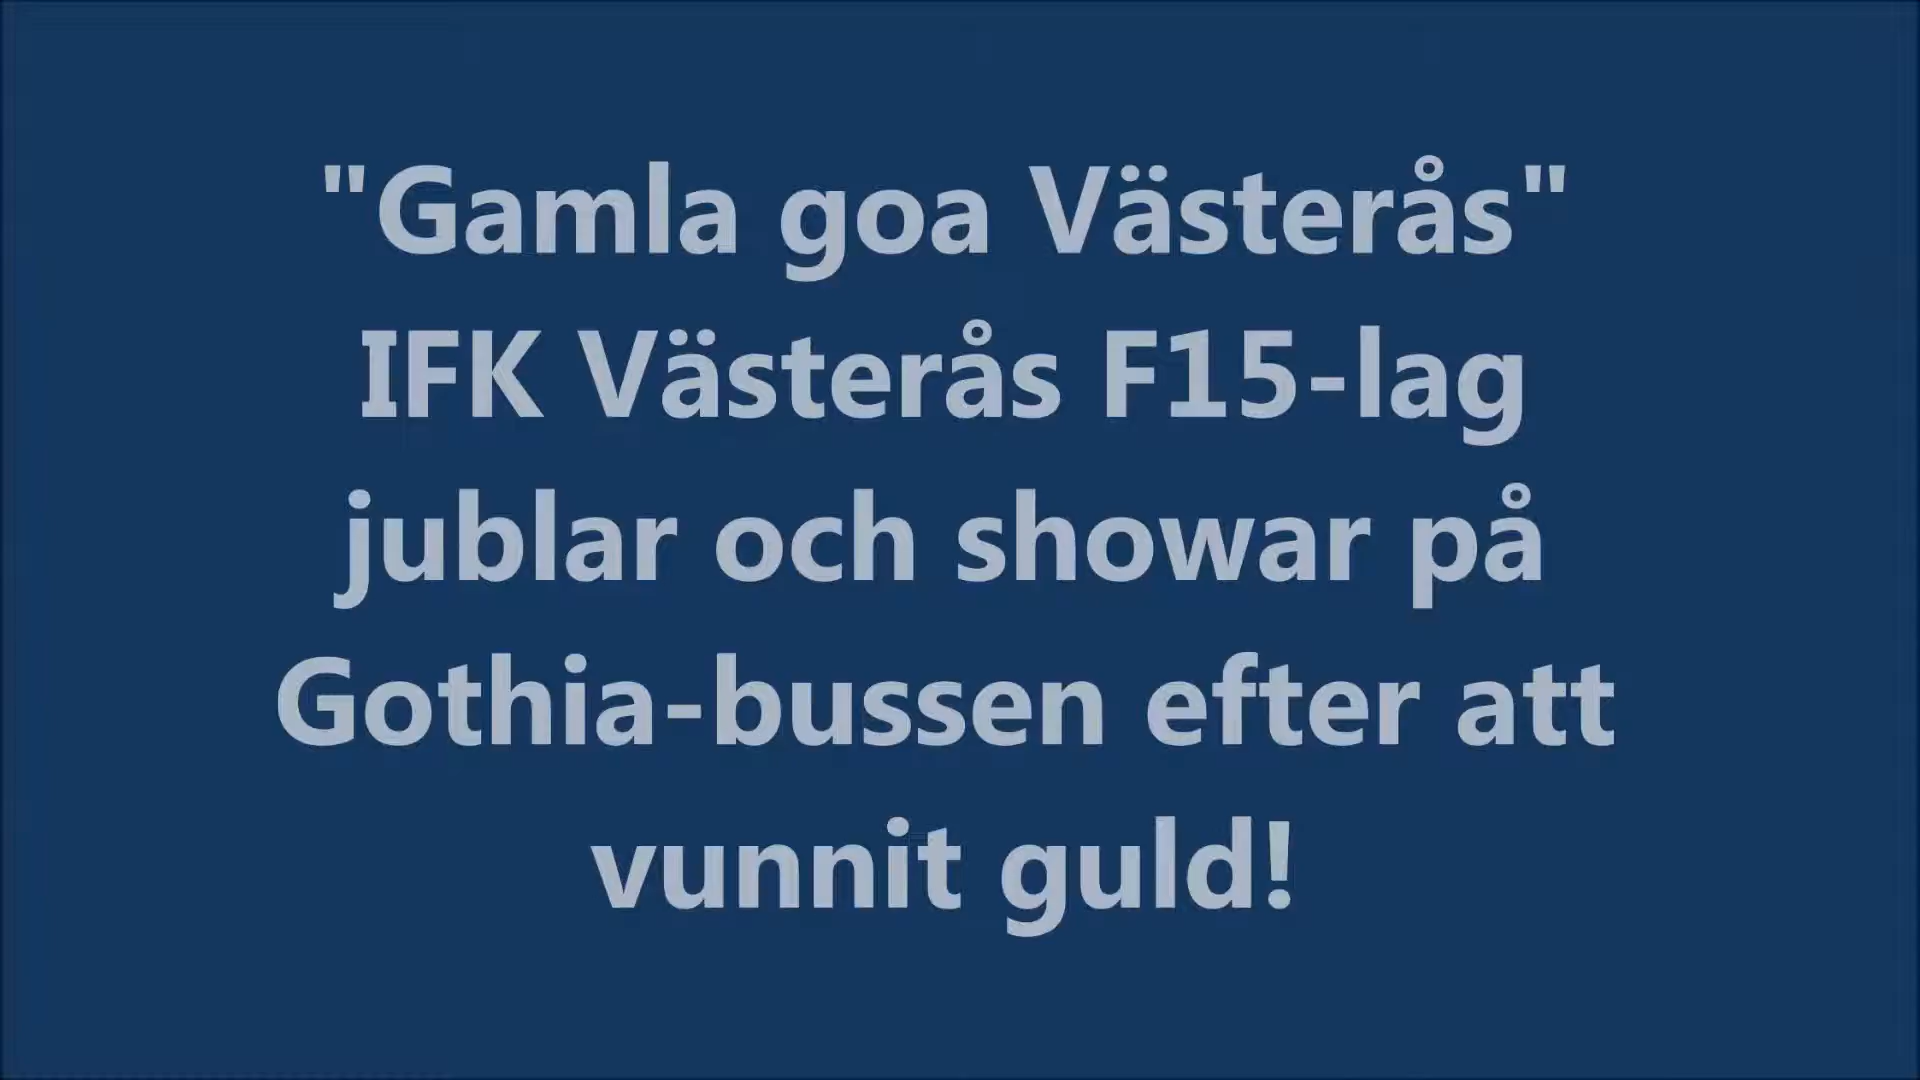 "Gamla goa Västerås"
IFK Västerås F15-lag
jublar och showar på
Gothia-bussen efter att
vunnit guld!